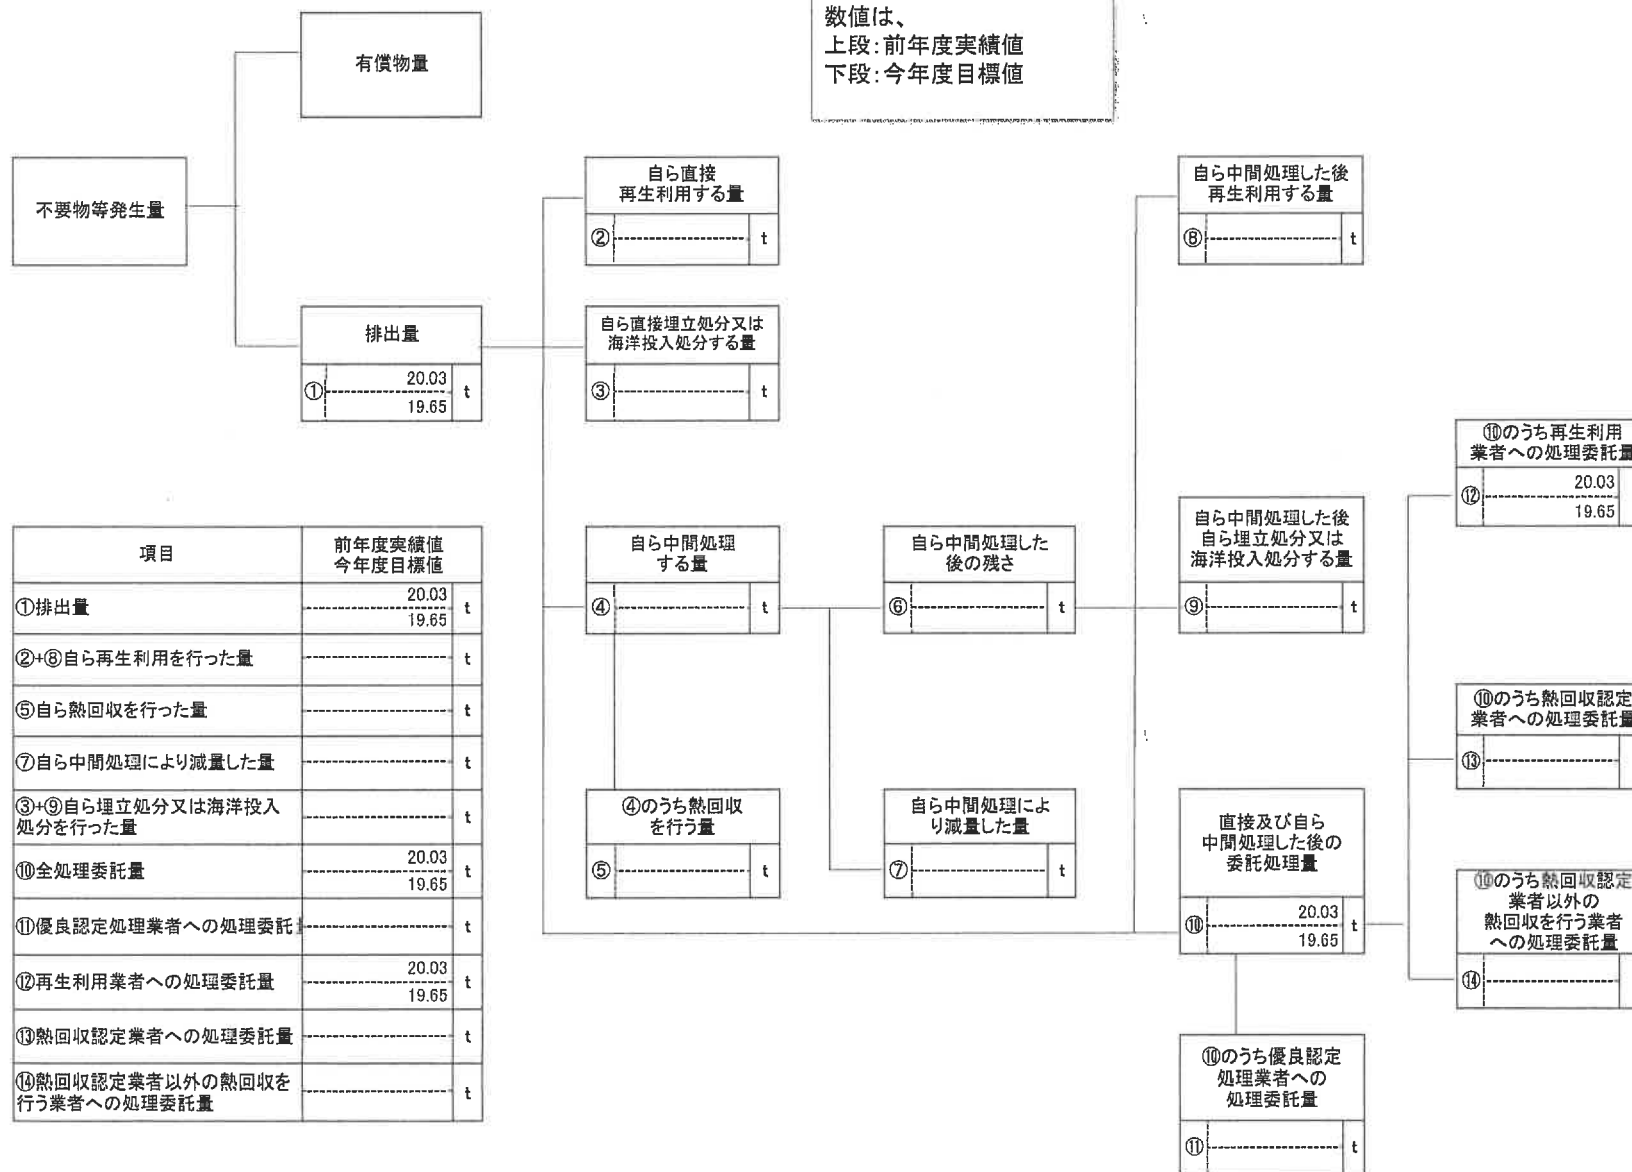 数値は、
上段:前年度実績値
下段:今年度目標値
有償物量
不要物等発生量
排出量
① 20.03 t
19.65
自ら直接
再生利用する量
② t
自ら直接埋立処分又は
海洋投入処分する量
③ t
自ら中間処理した後
再生利用する量
⑧ t
項目 前年度実績値
今年度目標値
①排出量 20.03 t
19.65
②+⑧自ら再生利用を行った量 t
⑤自ら熱回収を行った量 t
⑦自ら中間処理により減量した量 t
③+⑨自ら埋立処分又は海洋投入
処分を行った量 t
⑩全処理委託量 20.03 t
19.65
⑪優良認定処理業者への処理委託 t
⑫再生利用業者への処理委託量 20.03 t
19.65
⑬熱回収認定業者への処理委託量 t
⑭熱回収認定業者以外の熱回収を
行う業者への処理委託量 t
自ら中間処理
する量
④ t
④のうち熱回収
を行う量
⑤ t
自ら中間処理した
後の残さ
⑥ t
自ら中間処理によ
り減量した量
⑦ t
自ら中間処理した後
自ら埋立処分又は
海洋投入処分する量
⑨ t
直接及び自ら
中間処理した後の
委託処理量
⑩ 20.03 t
19.65
⑩のうち優良認定
処理業者への
処理委託量
⑪ t
⑩のうち再生利用
業者への処理委託量
⑫ 20.03
19.65
⑩のうち熱回収認定
業者への処理委託量
⑬
⑩のうち熱回収認定
業者以外の
熱回収を行う業者
への処理委託量
⑭